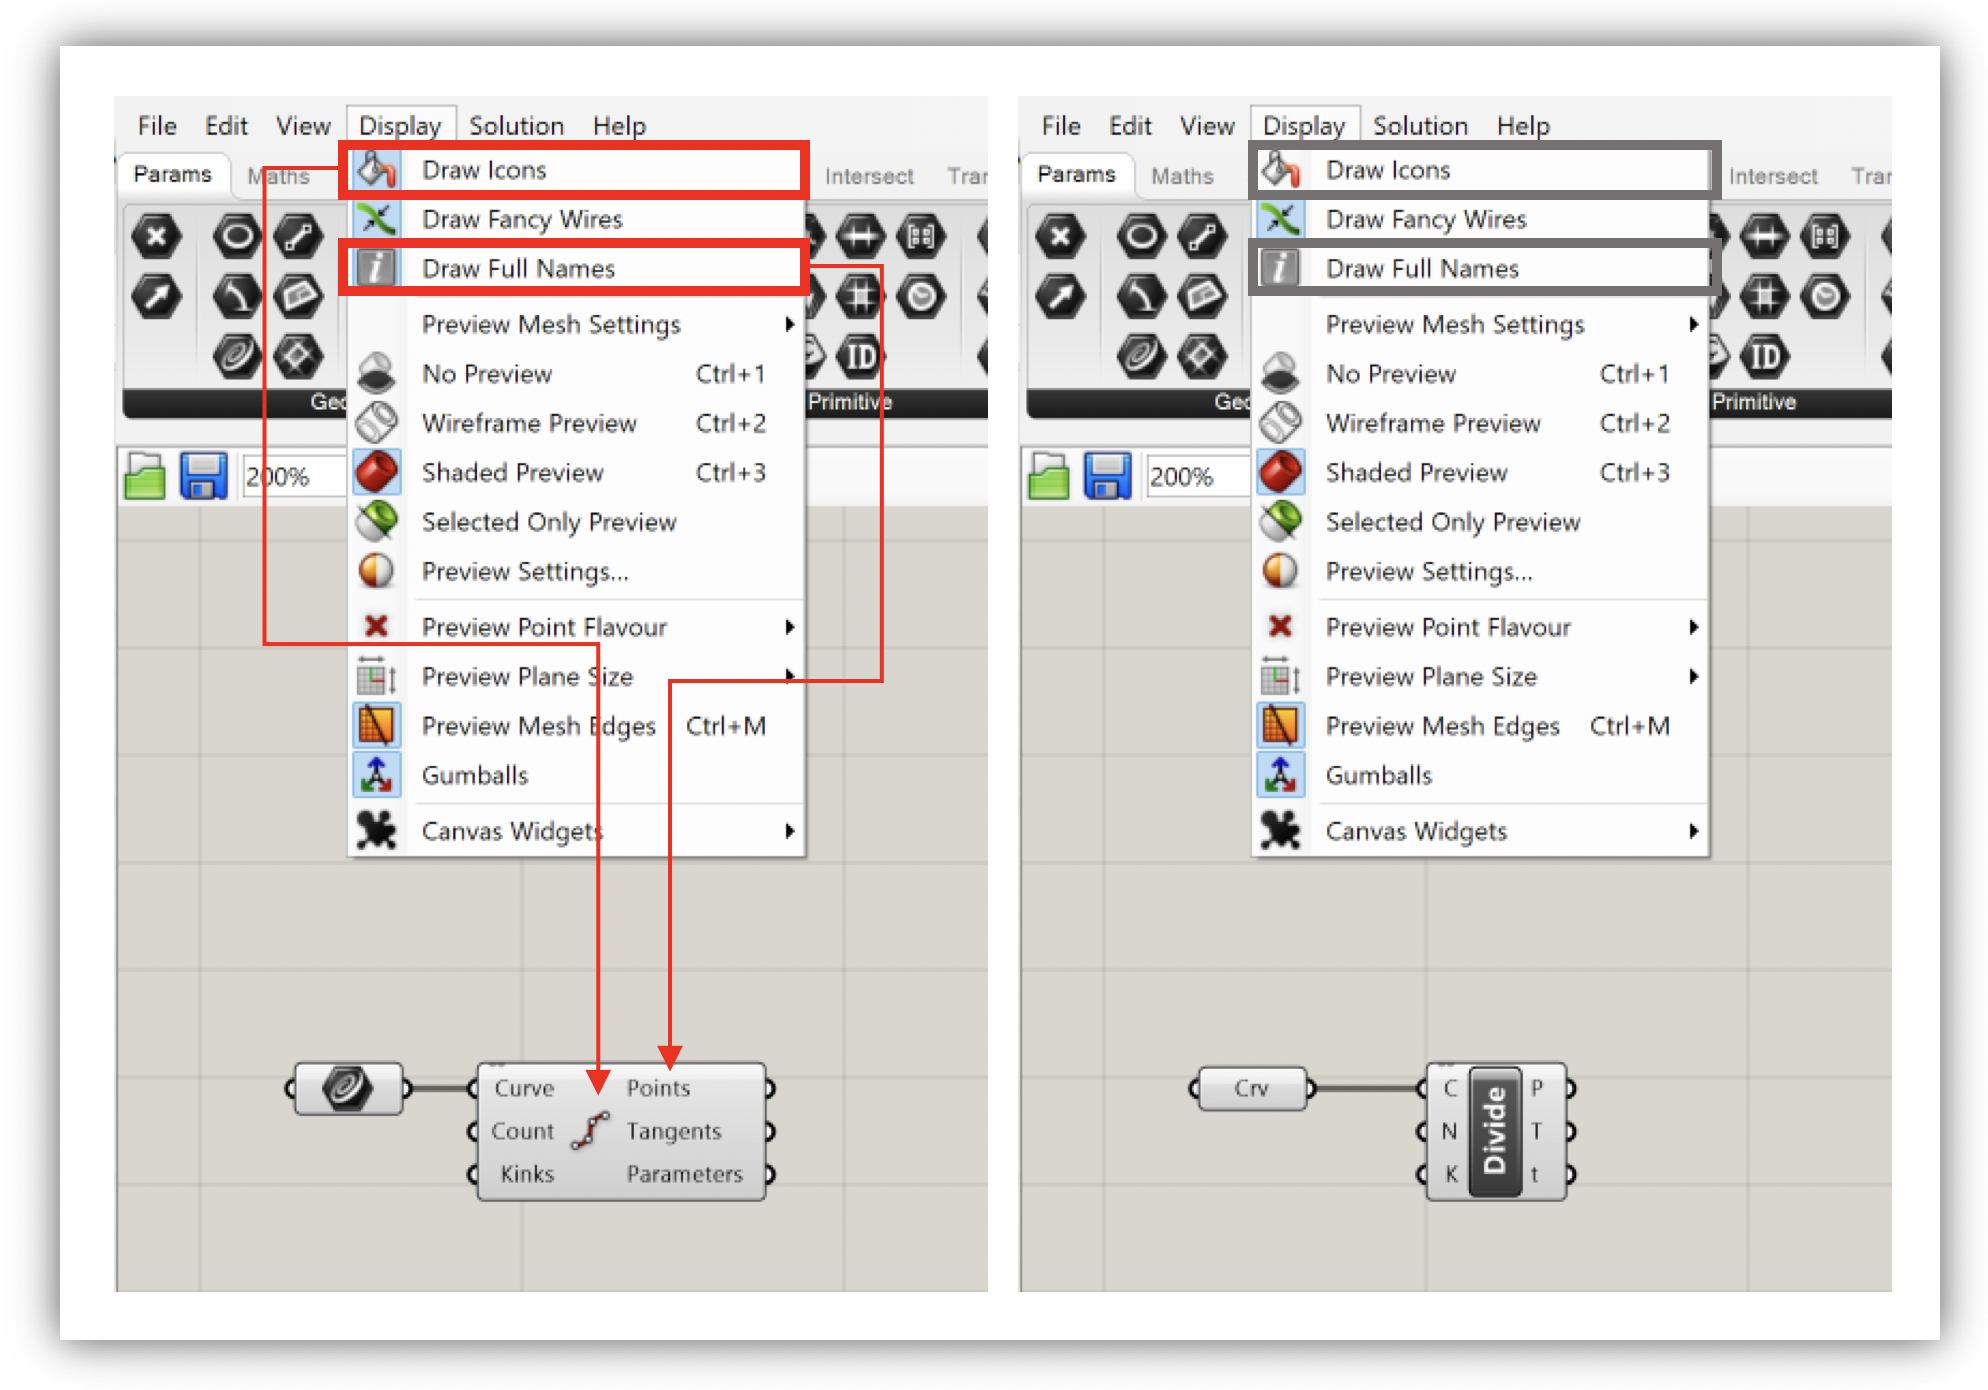 File Edit View Display Solution Help
Params Maths Intersect Tran
Draw Icons
Draw Fancy Wires
Draw Full Names
Preview Mesh Settings
No Preview Ctrl+1
ID
Geo Primitive
Wireframe Preview Ctrl+2
200%
Shaded Preview Ctrl+3
Selected Only Preview
Preview Settings...
Preview Point Flavour
Preview Plane Size
Preview Mesh Edges Ctrl+M
Gumballs
Canvas Widgets
Curve Points
Count Tangents
Kinks Parameters
File Edit View Display Solution Help
Params Maths Intersect Tran
Draw Icons
Draw Fancy Wires
Draw Full Names
Preview Mesh Settings
No Preview Ctrl+1
ID
Geo Primitive
Wireframe Preview Ctrl+2
200%
Shaded Preview Ctrl+3
Selected Only Preview
Preview Settings...
Preview Point Flavour
Preview Plane Size
Preview Mesh Edges Ctrl+M
Gumballs
Canvas Widgets
Crv
C P
N Divide T
K t